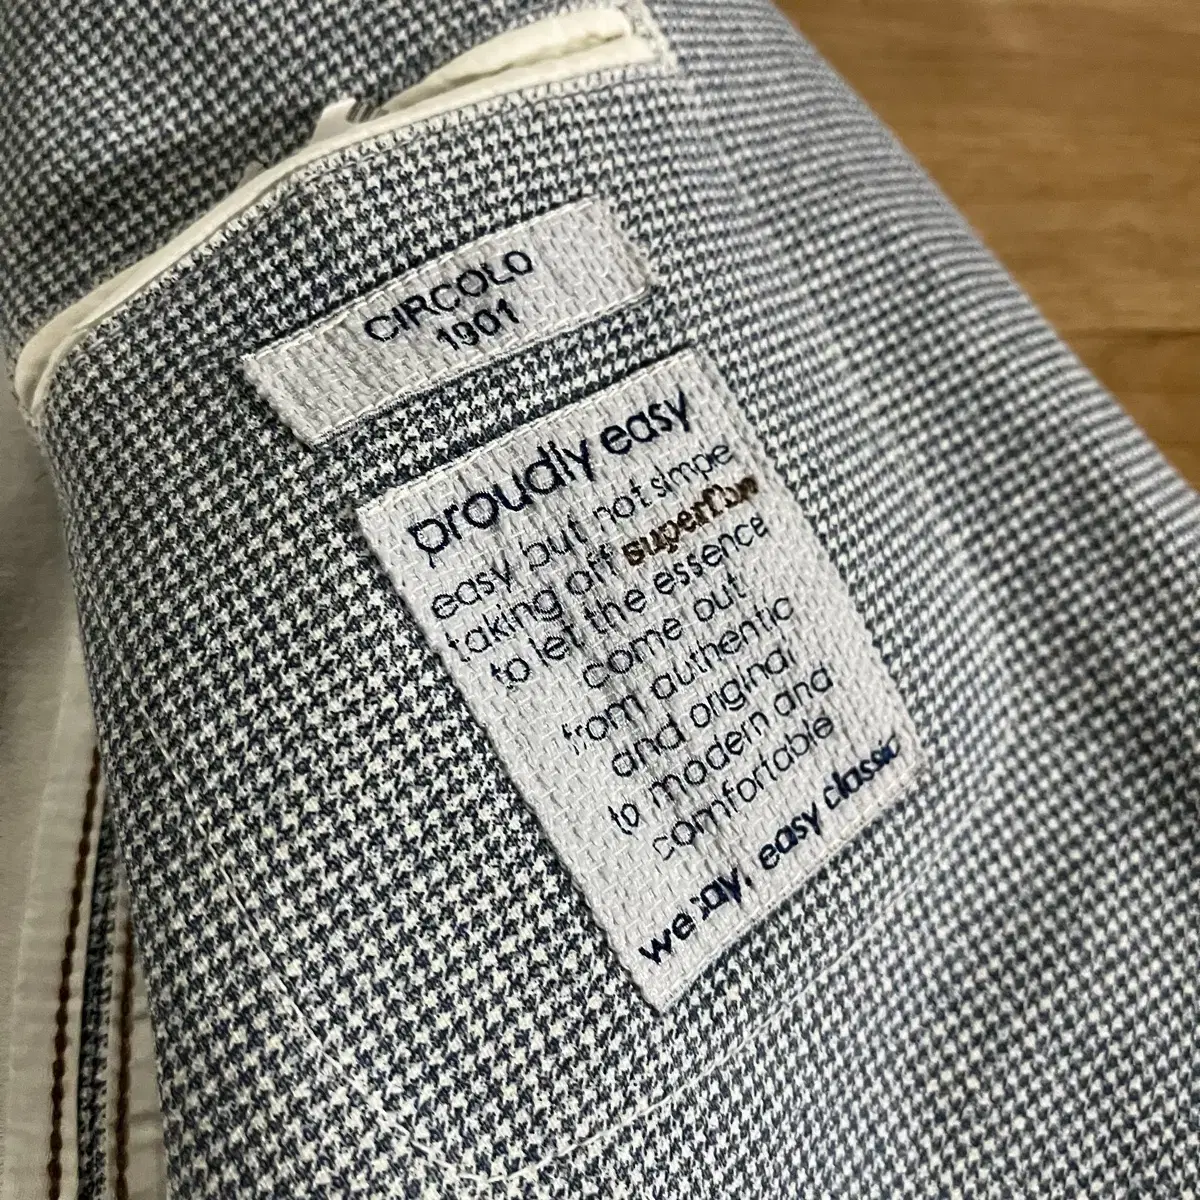 CIRCOLO
1901
proudly easy
easy but not simpe
taking off superflue
to let the essence
come out
from authentic
and original
to modern and
comfortable
we say, easy classic